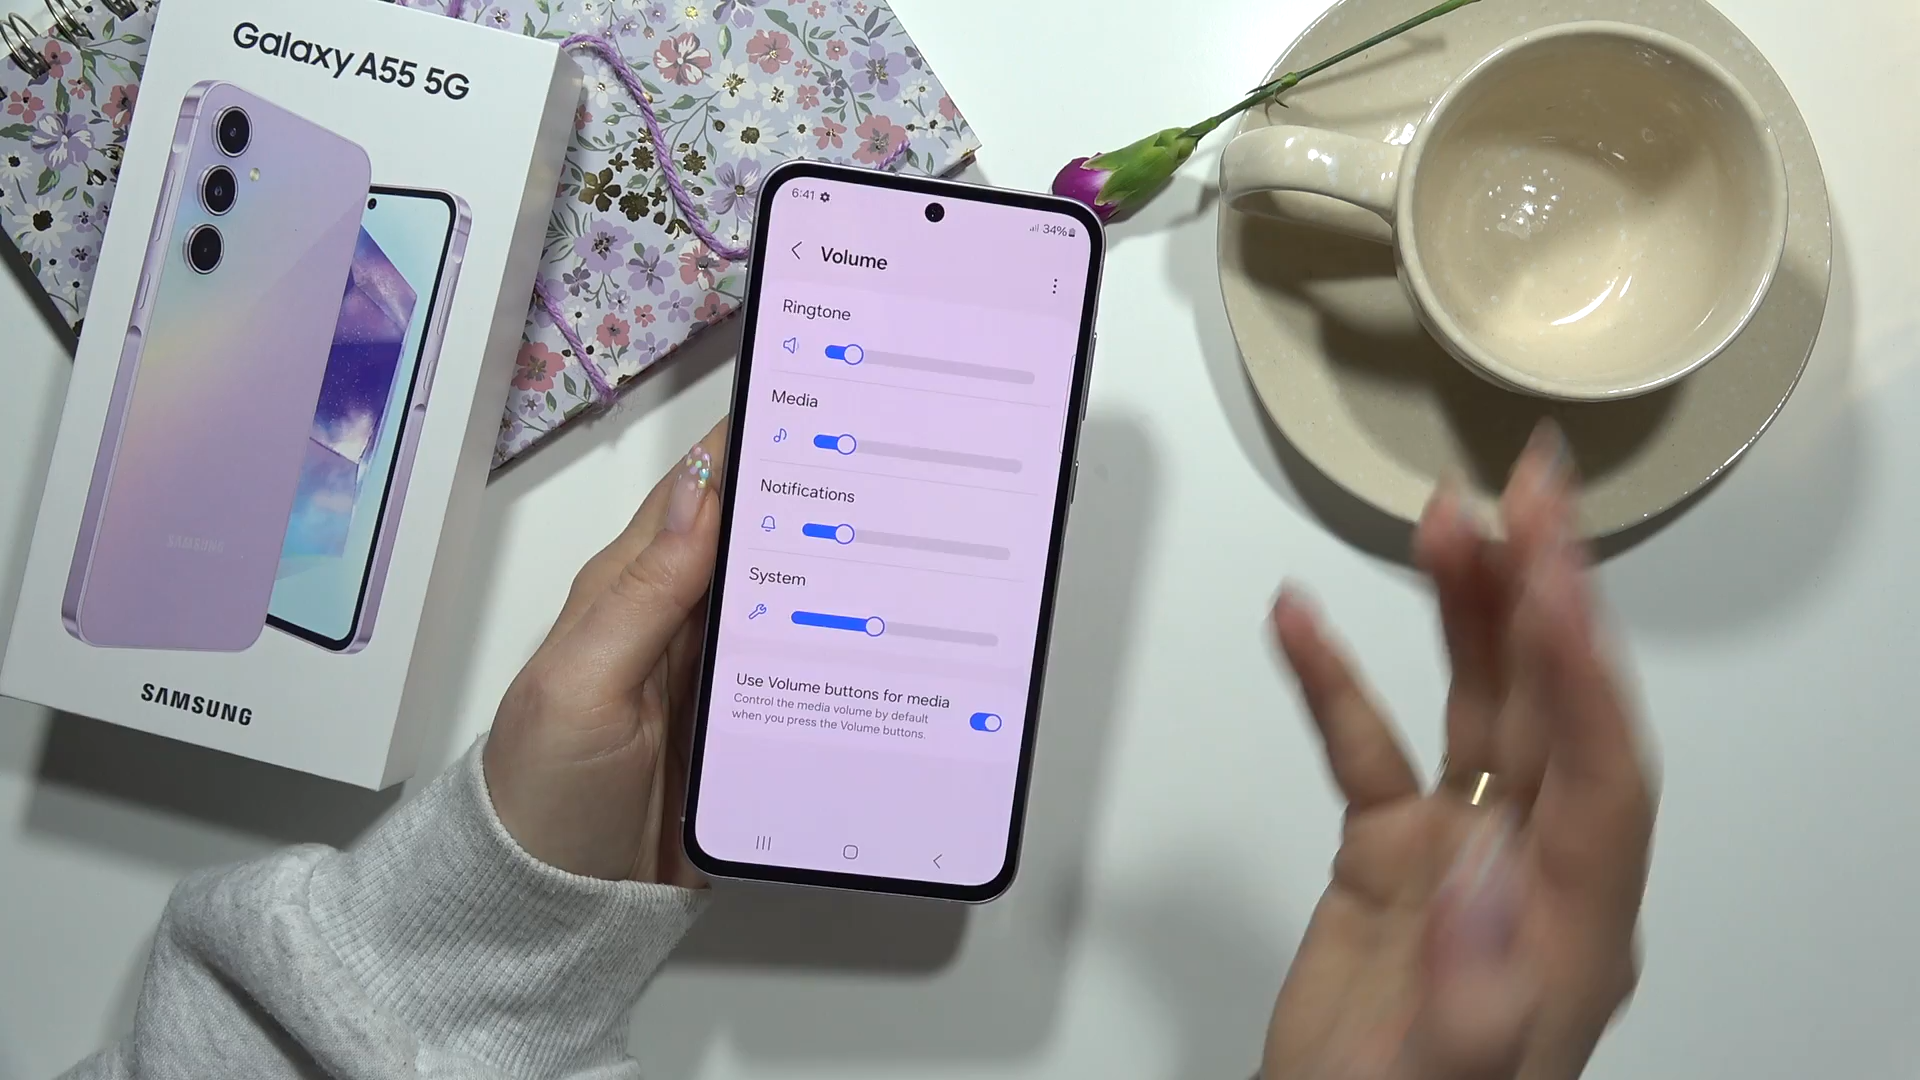 Galaxy A55 5G
SAMSUNG
SAMSUNG
6:41
34%
Volume
Ringtone
Media
Notifications
System
Use Volume buttons for media
Control the media volume by default
when you press the Volume buttons.